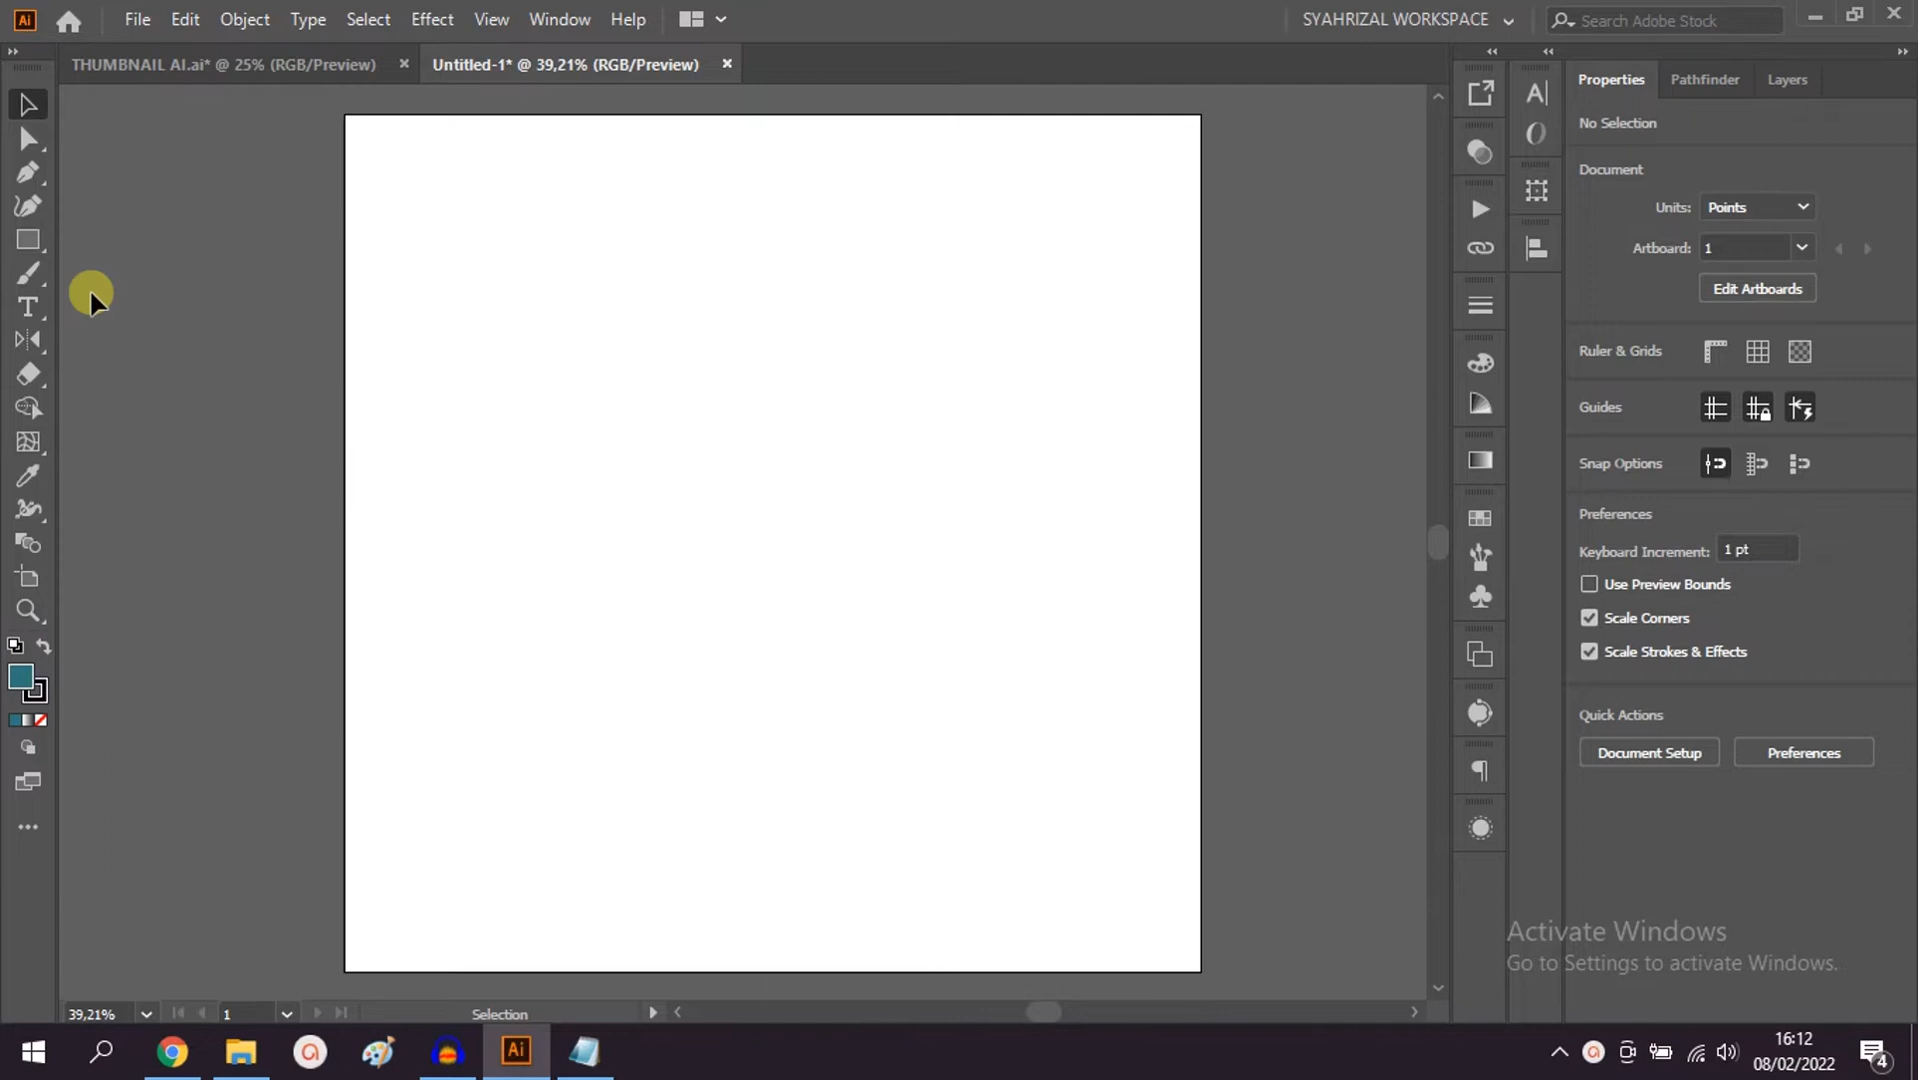 Ai File Edit Object Type Select Effect View Window Help SYAHRIZAL WORKSPACE Search Adobe Stock
THUMBNAIL AI.ai* @ 25% (RGB/Preview) × Untitled-1* @ 39,21% (RGB/Preview) ×
Properties Pathfinder Layers
No Selection
Document
Units: Points
Artboard: 1
Edit Artboards
Ruler & Grids
Guides
Snap Options
Preferences
Keyboard Increment: 1 pt
Use Preview Bounds
Scale Corners
Scale Strokes & Effects
Quick Actions
Document Setup Preferences
Activate Windows
Go to Settings to activate Windows.
39,21% 1 Selection
Ai 16:12
08/02/2022 4